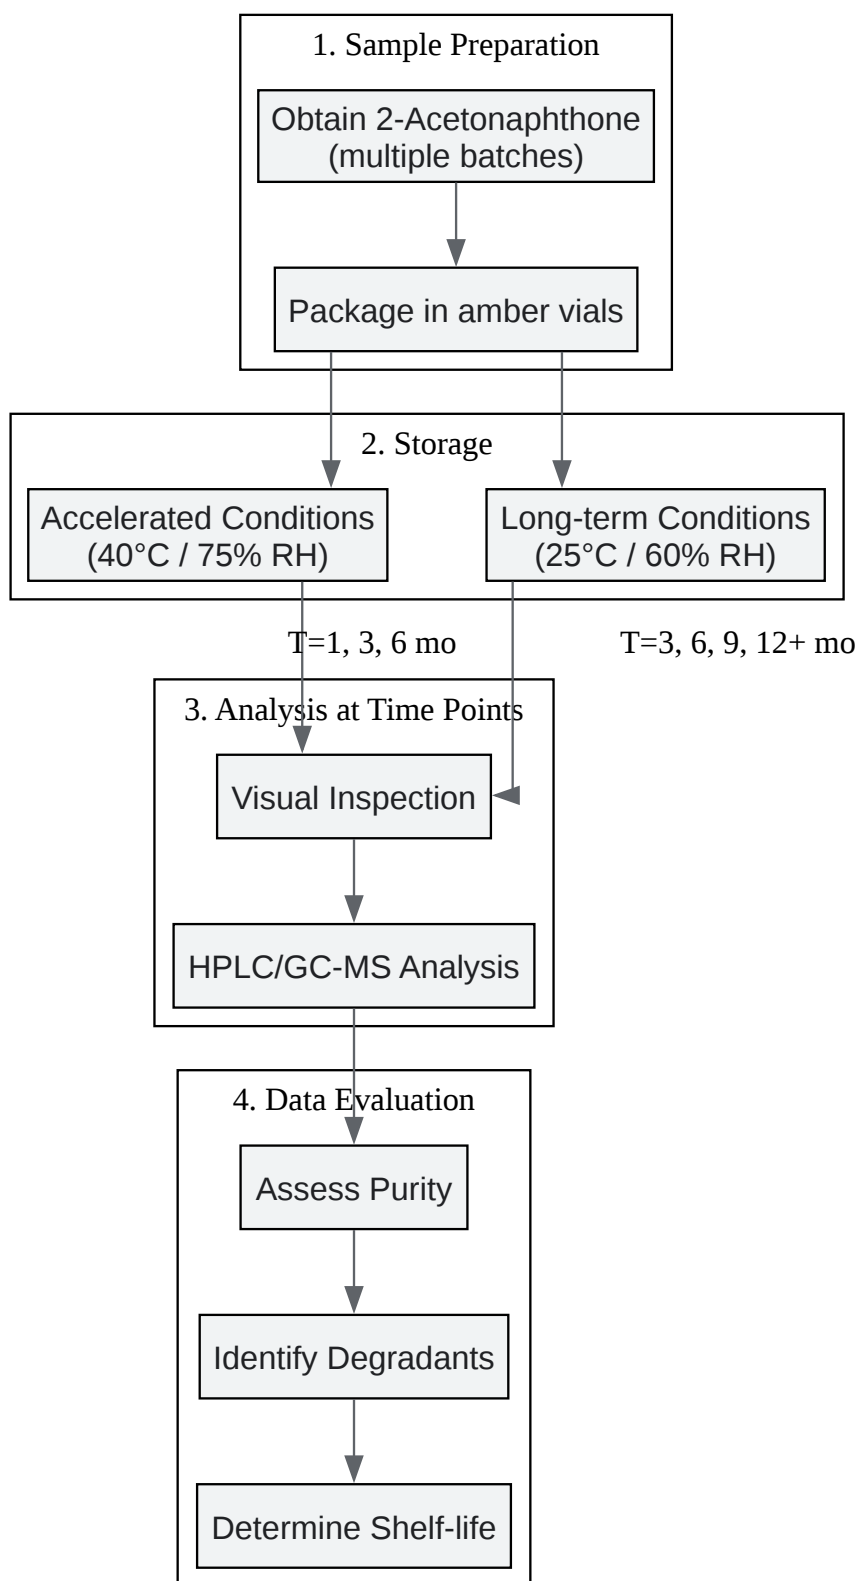 1. Sample Preparation
Obtain 2-Acetonaphthone
(multiple batches)
Package in amber vials
2. Storage
Accelerated Conditions
(40°C / 75% RH)
Long-term Conditions
(25°C / 60% RH)
T=1, 3, 6 mo
T=3, 6, 9, 12+ mo
3. Analysis at Time Points
Visual Inspection
HPLC/GC-MS Analysis
4. Data Evaluation
Assess Purity
Identify Degradants
Determine Shelf-life